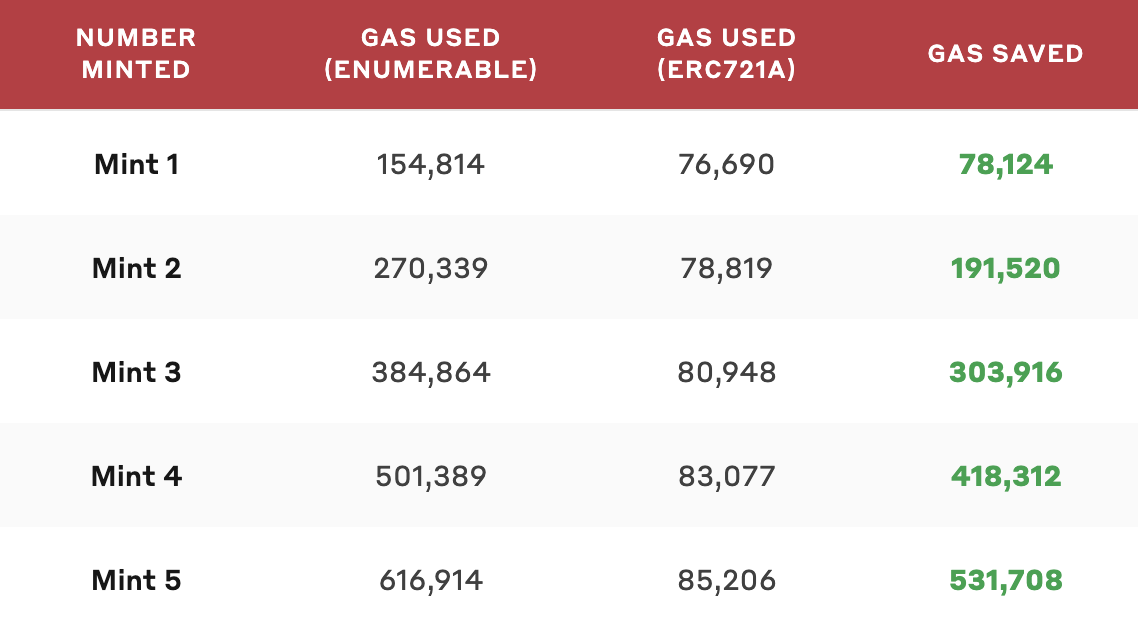 NUMBER MINTED GAS USED (ENUMERABLE) GAS USED (ERC721A) GAS SAVED
Mint 1 154,814 76,690 78,124
Mint 2 270,339 78,819 191,520
Mint 3 384,864 80,948 303,916
Mint 4 501,389 83,077 418,312
Mint 5 616,914 85,206 531,708